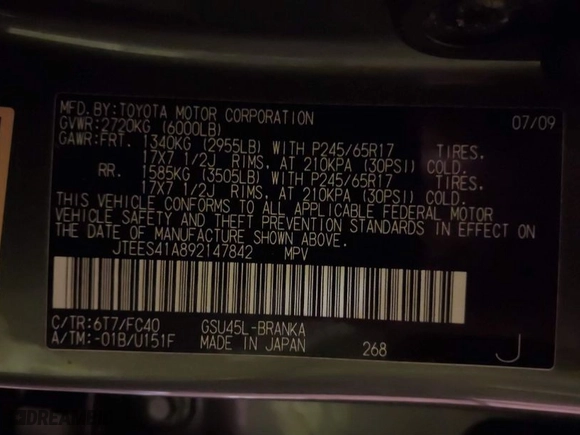 MFD. BY: TOYOTA MOTOR CORPORATION 07/09
GVWR: 2720KG (6000LB)
GAWR: FRT. 1340KG (2955LB) WITH P245/65R17 TIRES.
17X7 1/2J RIMS, AT 210KPA (30PSI) COLD.
RR. 1585KG (3505LB) WITH P245/65R17 TIRES.
17X7 1/2J RIMS, AT 210KPA (30PSI) COLD.
THIS VEHICLE CONFORMS TO ALL APPLICABLE FEDERAL MOTOR
VEHICLE SAFETY AND THEFT PREVENTION STANDARDS IN EFFECT ON
THE DATE OF MANUFACTURE SHOWN ABOVE.
JTEES41A892147842 MPV
C/TR: 6T7/FC40 GSU45L-BRANKA
A/TM: -01B/U151F MADE IN JAPAN 268 J